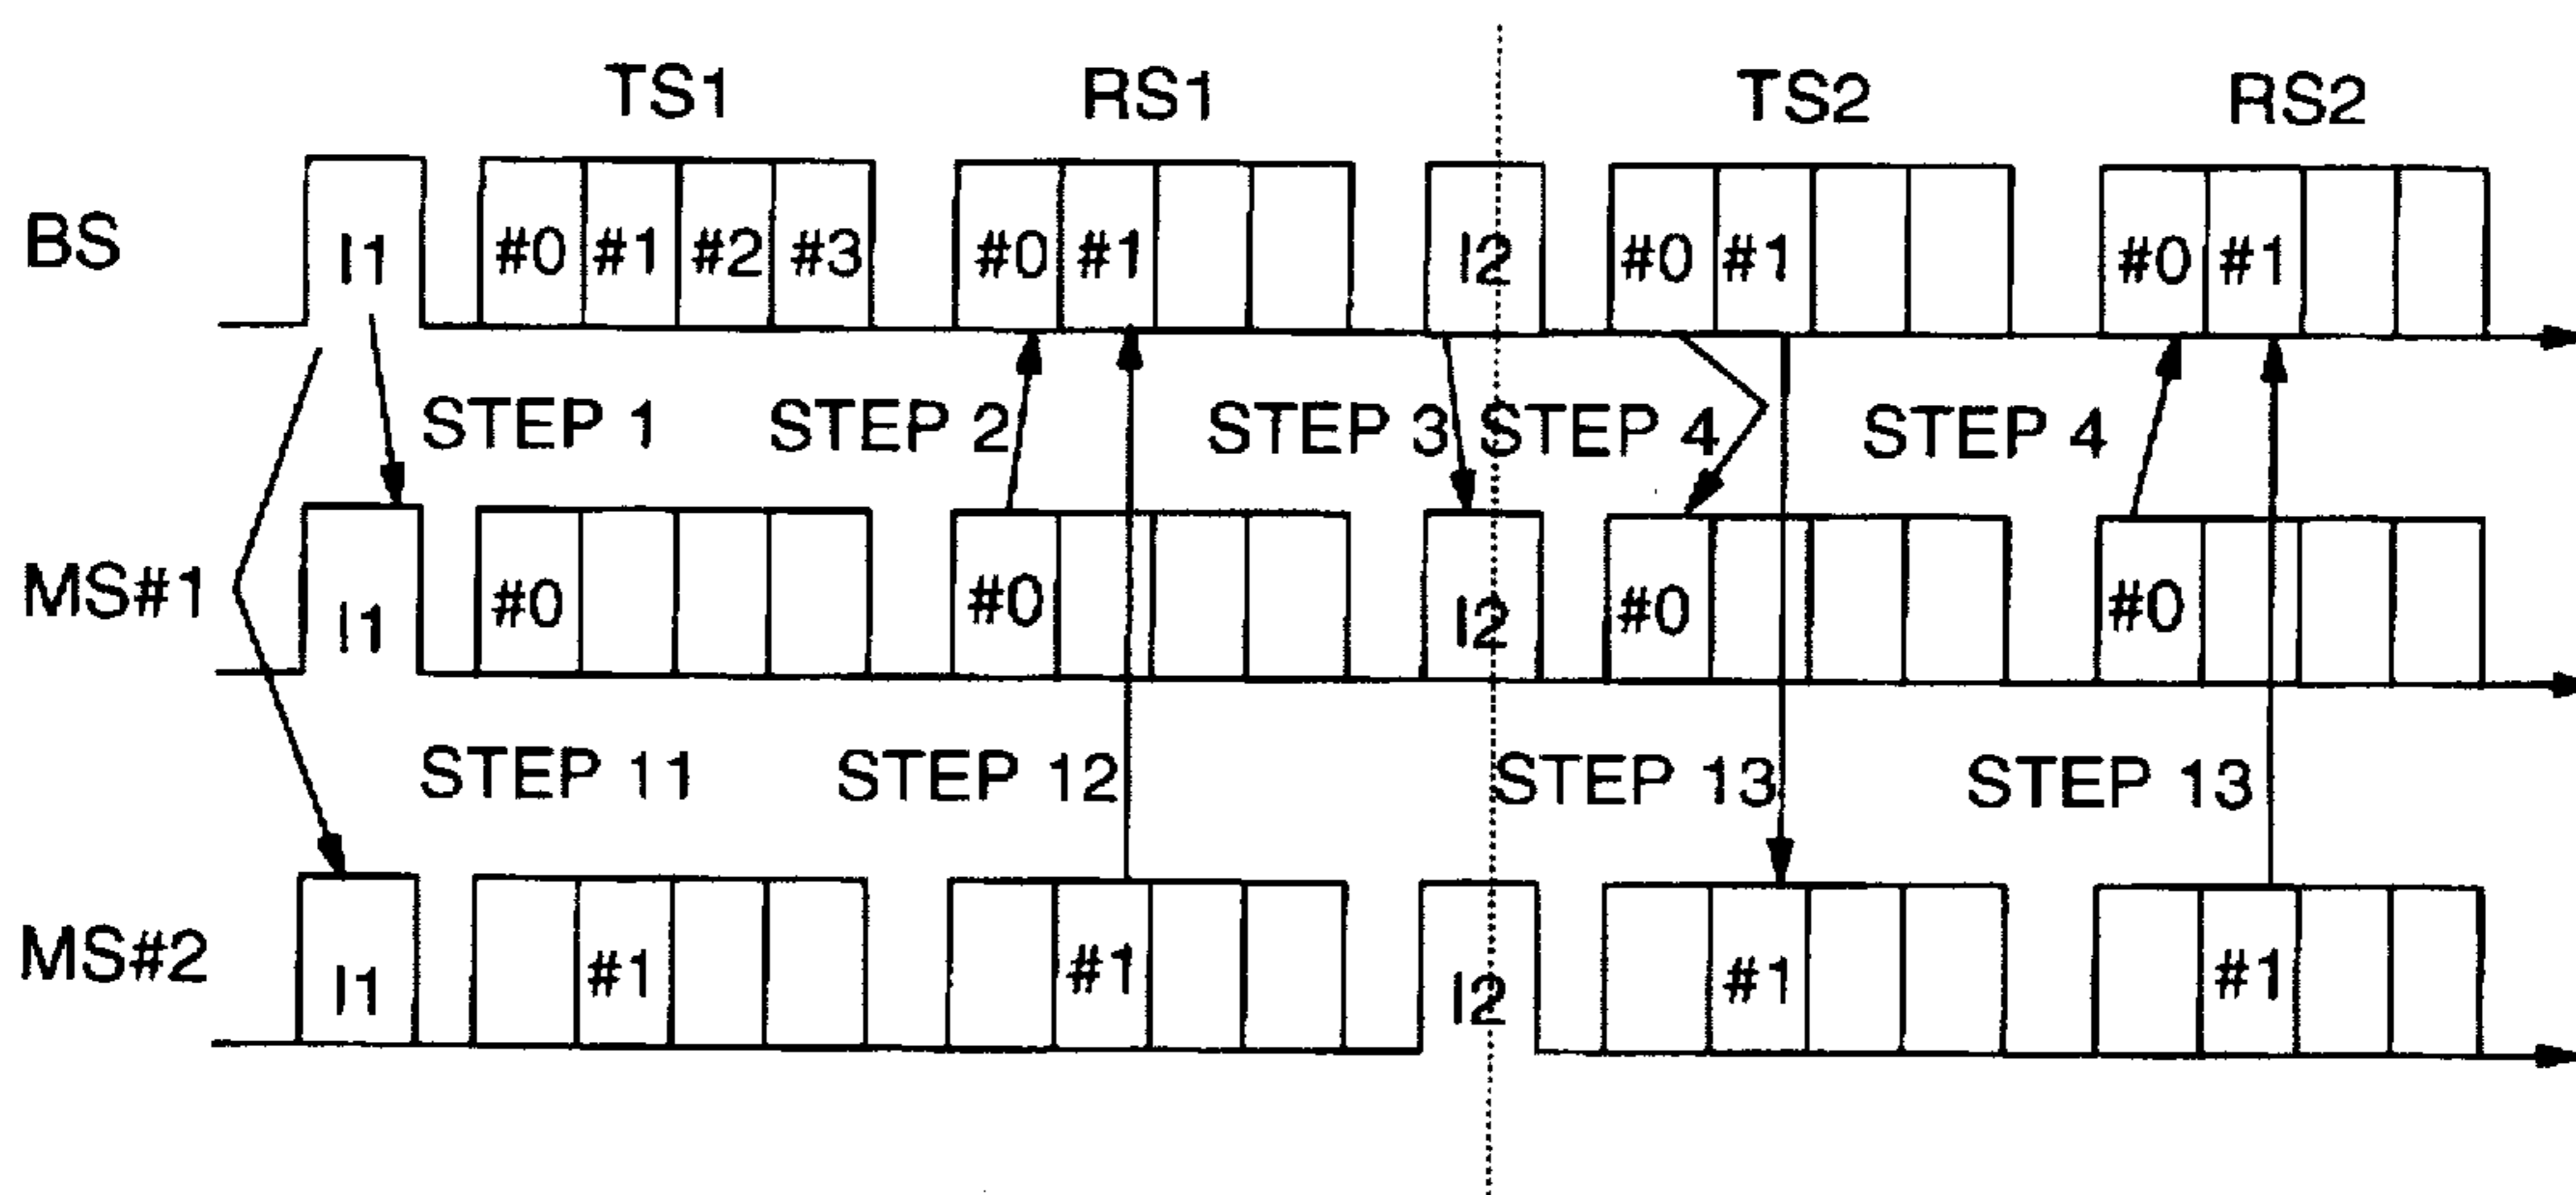 TS1 RS1 TS2 RS2
BS I1 #0 #1 #2 #3 #0 #1 I2 #0 #1 #0 #1
STEP 1 STEP 2 STEP 3 STEP 4 STEP 4
MS#1 I1 #0 #0 I2 #0 #0
STEP 11 STEP 12 STEP 13 STEP 13
MS#2 I1 #1 #1 I2 #1 #1